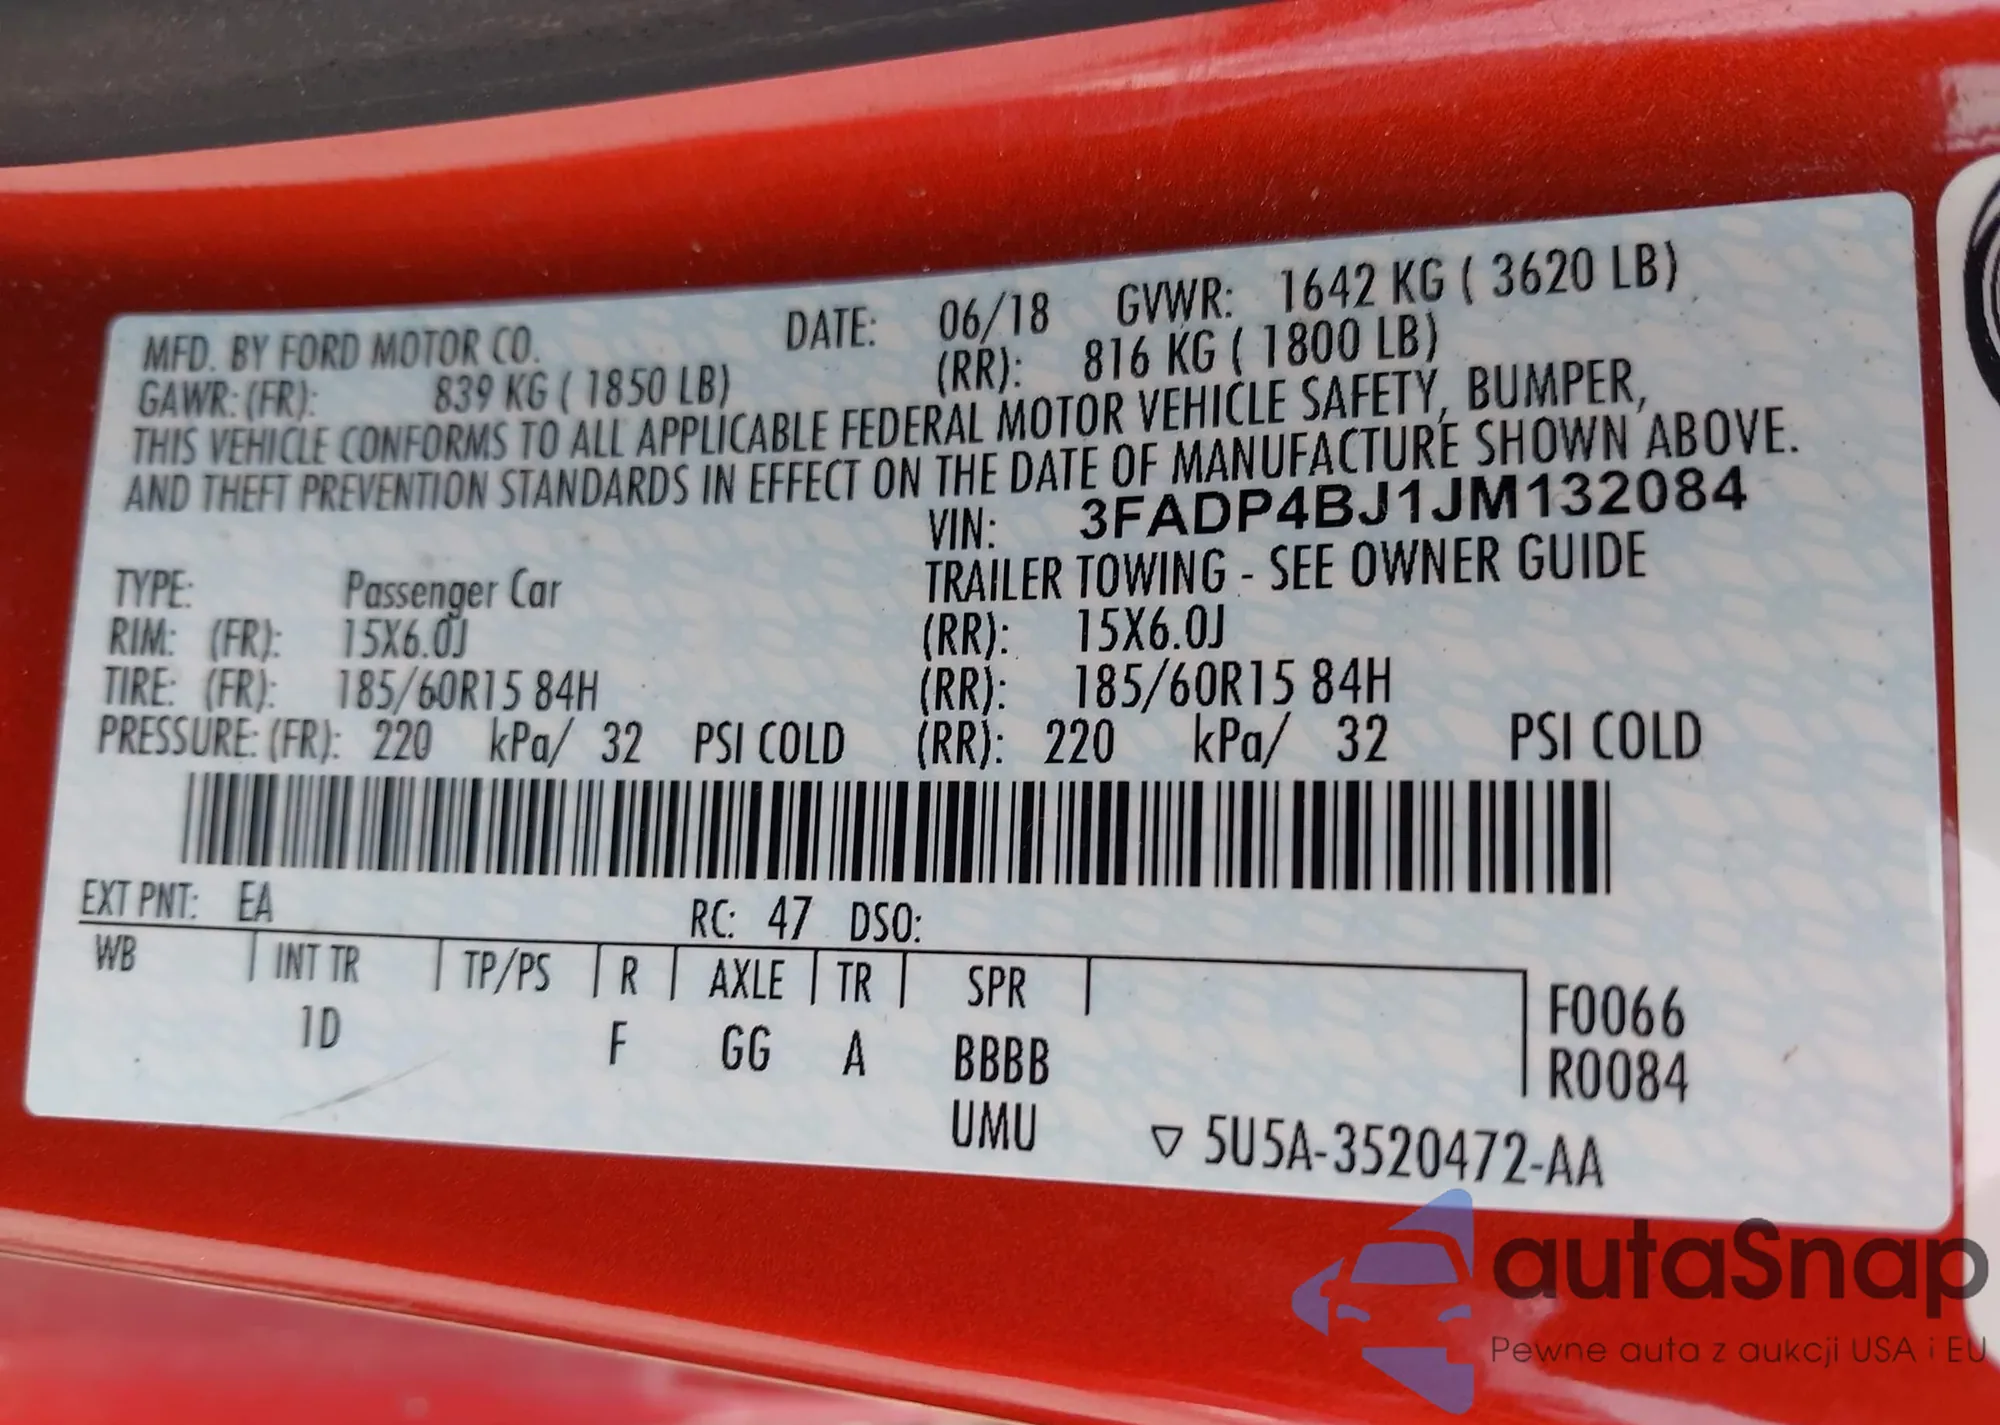 MFD. BY FORD MOTOR CO. DATE: 06/18 GVWR: 1642 KG ( 3620 LB)
GAWR: (FR): 839 KG ( 1850 LB) (RR): 816 KG ( 1800 LB)
THIS VEHICLE CONFORMS TO ALL APPLICABLE FEDERAL MOTOR VEHICLE SAFETY, BUMPER,
AND THEFT PREVENTION STANDARDS IN EFFECT ON THE DATE OF MANUFACTURE SHOWN ABOVE.
VIN: 3FADP4BJ1JM132084
TYPE: Passenger Car TRAILER TOWING - SEE OWNER GUIDE
RIM: (FR): 15X6.0J (RR): 15X6.0J
TIRE: (FR): 185/60R15 84H (RR): 185/60R15 84H
PRESSURE: (FR): 220 kPa/ 32 PSI COLD (RR): 220 kPa/ 32 PSI COLD
EXT PNT: EA RC: 47 DSO:
WB INT TR TP/PS R AXLE TR SPR
1D F GG A BBBB
UMU
F0066
R0084
▽ 5U5A-3520472-AA
autaSnap
Pewne auta z aukcji USA i EU